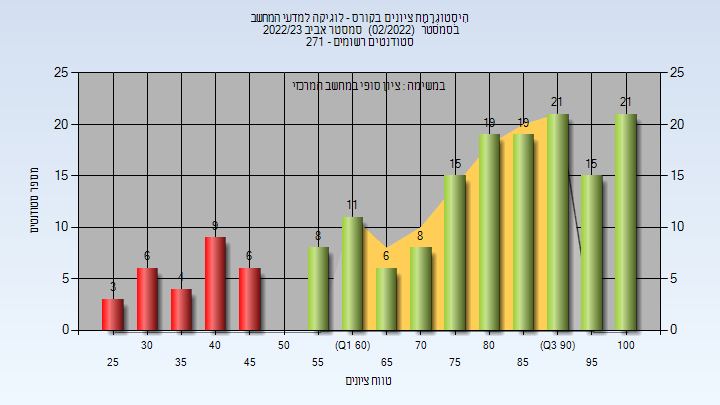 הִיסְטוֹגְרָמַת ציונים בקורס - לוגיקה למדעי המחשב
בסמסטר (02/2022) סמסטר אביב 2022/23
סטודנטים רשומים - 271
במשימה : ציון סופי במחשב המרכזי
25 25
20 20
15 15
10 10
5 5
0 0
מספר סטודנטים
3 6 4 9 6 8 11 6 8 15 19 19 21 15 21
30 40 50 (Q1 60) 70 80 (Q3 90) 100
25 35 45 55 65 75 85 95
טווח ציונים